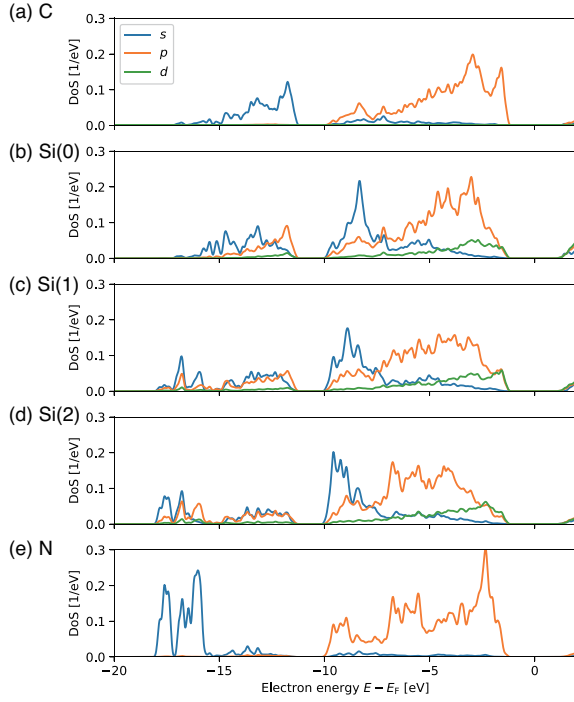 (a) C
0.3
0.2
0.1
0.0
DoS [1/eV]
s
p
d
(b) Si(0)
0.3
0.2
0.1
0.0
DoS [1/eV]
(c) Si(1)
0.3
0.2
0.1
0.0
DoS [1/eV]
(d) Si(2)
0.3
0.2
0.1
0.0
DoS [1/eV]
(e) N
0.3
0.2
0.1
0.0
DoS [1/eV]
−20 −15 −10 −5 0
Electron energy E − E_F [eV]